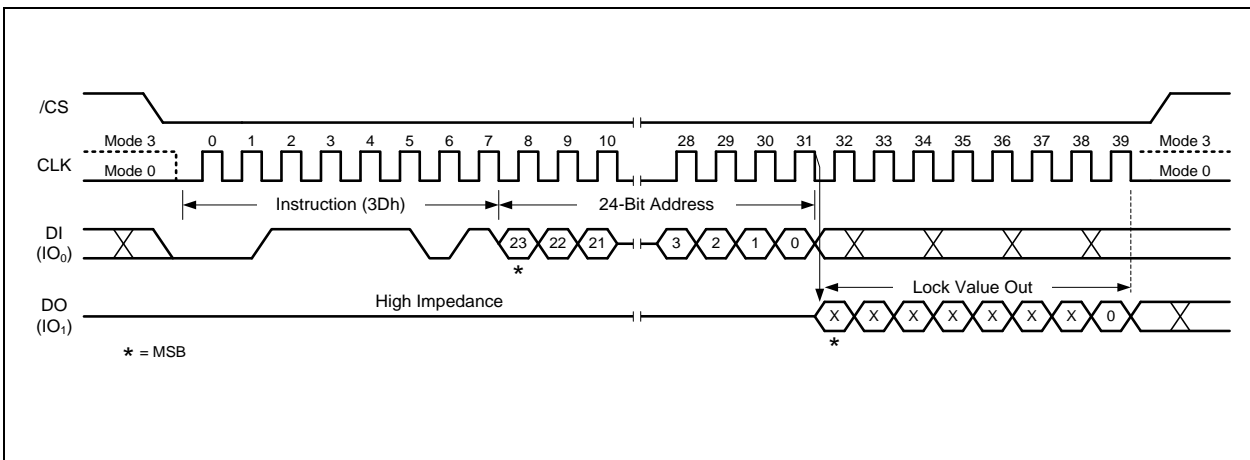 /CS
Mode 3 0 1 2 3 4 5 6 7 8 9 10 28 29 30 31 32 33 34 35 36 37 38 39 Mode 3
CLK
Mode 0 Mode 0
Instruction (3Dh) 24-Bit Address
DI
(IO₀)
23 22 21 3 2 1 0
*
High Impedance Lock Value Out
DO
(IO₁)
X X X X X X X 0
*
* = MSB